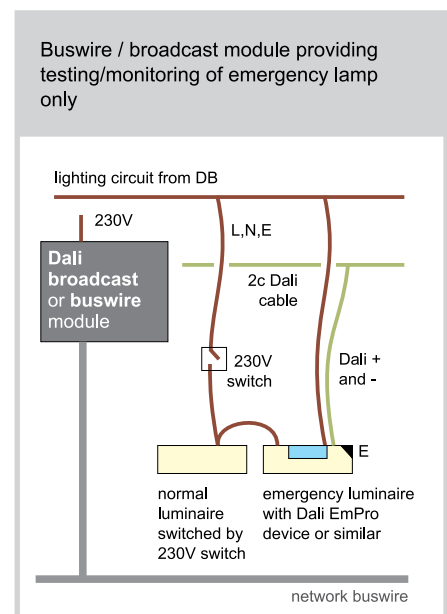 Buswire / broadcast module providing
testing/monitoring of emergency lamp
only
lighting circuit from DB
230V
L,N,E
Dali
broadcast
or buswire
module
2c Dali
cable
230V
switch
Dali +
and -
E
normal
luminaire
switched by
230V switch
emergency luminaire
with Dali EmPro
device or similar
network buswire